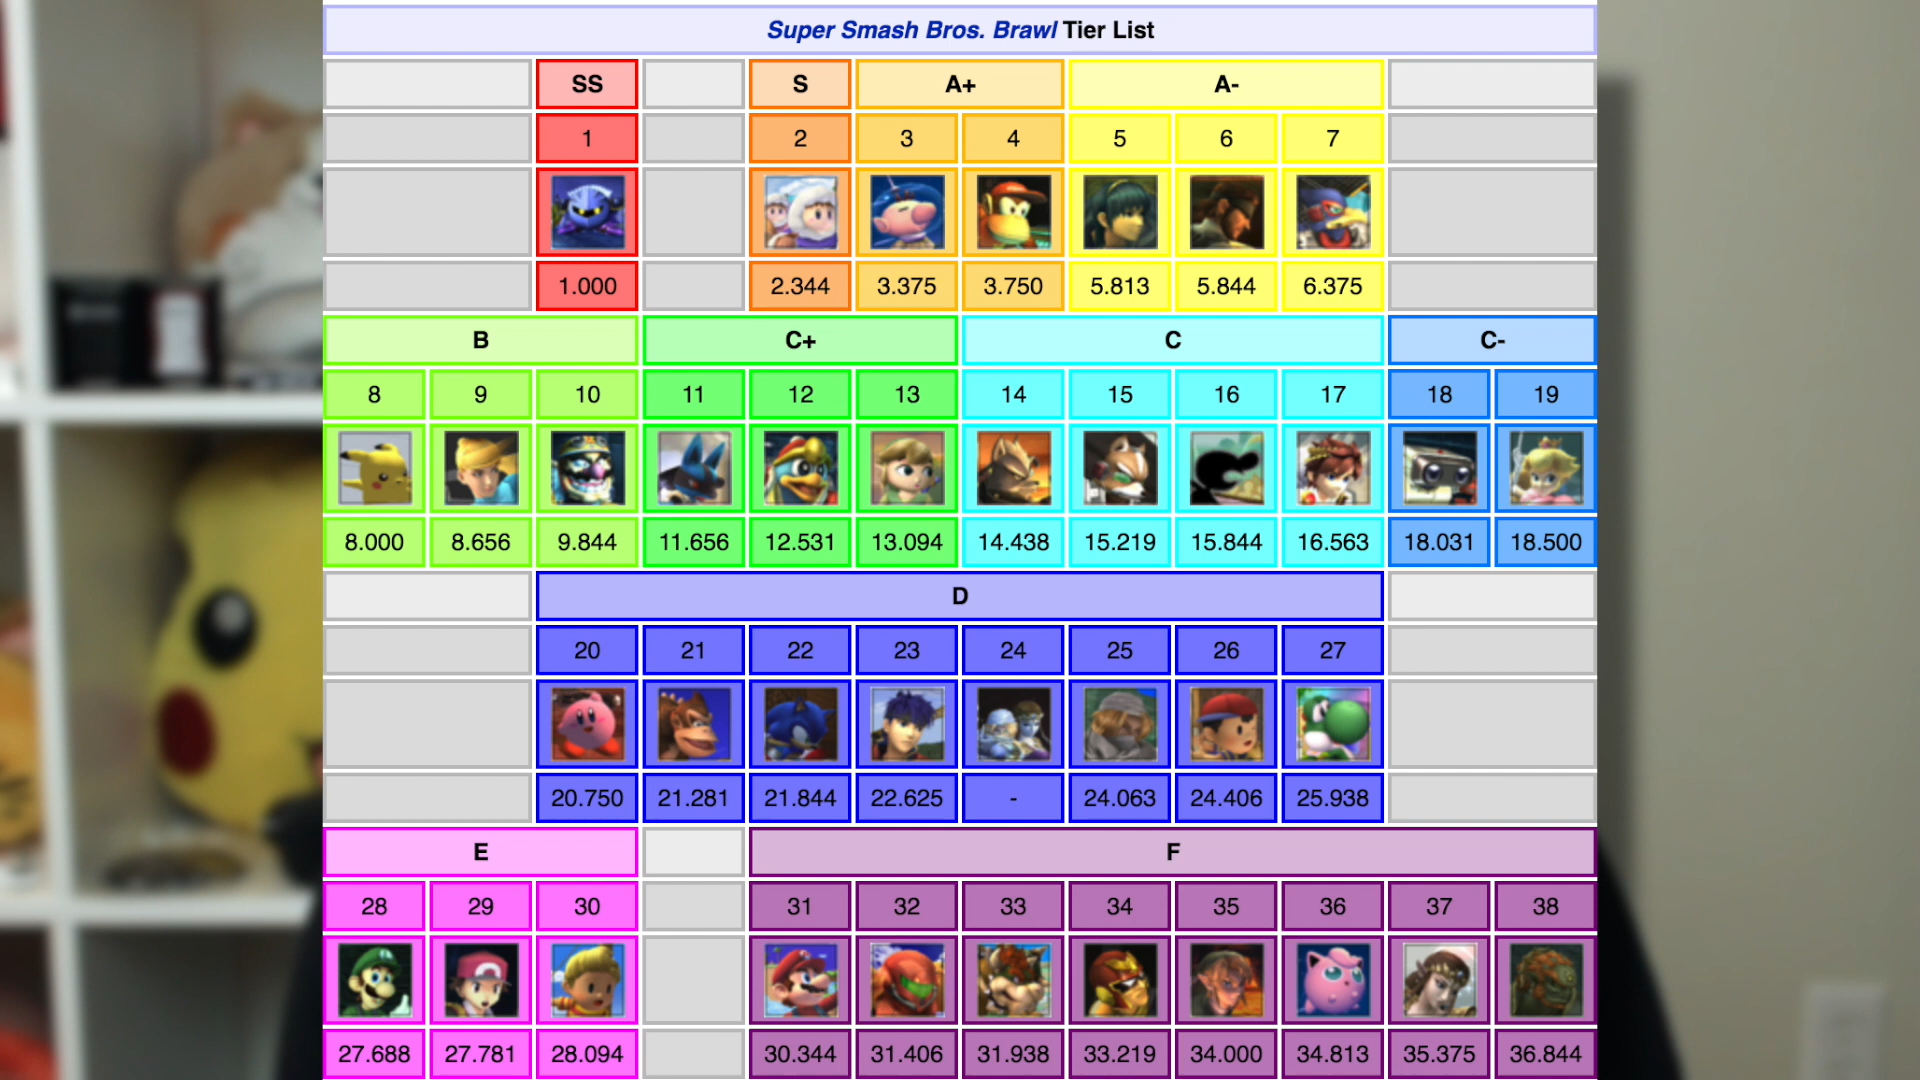 Super Smash Bros. Brawl Tier List
SS S A+ A-
1 2 3 4 5 6 7
1.000 2.344 3.375 3.750 5.813 5.844 6.375
B C+ C C-
8 9 10 11 12 13 14 15 16 17 18 19
8.000 8.656 9.844 11.656 12.531 13.094 14.438 15.219 15.844 16.563 18.031 18.500
D
20 21 22 23 24 25 26 27
20.750 21.281 21.844 22.625 - 24.063 24.406 25.938
E F
28 29 30 31 32 33 34 35 36 37 38
27.688 27.781 28.094 30.344 31.406 31.938 33.219 34.000 34.813 35.375 36.844